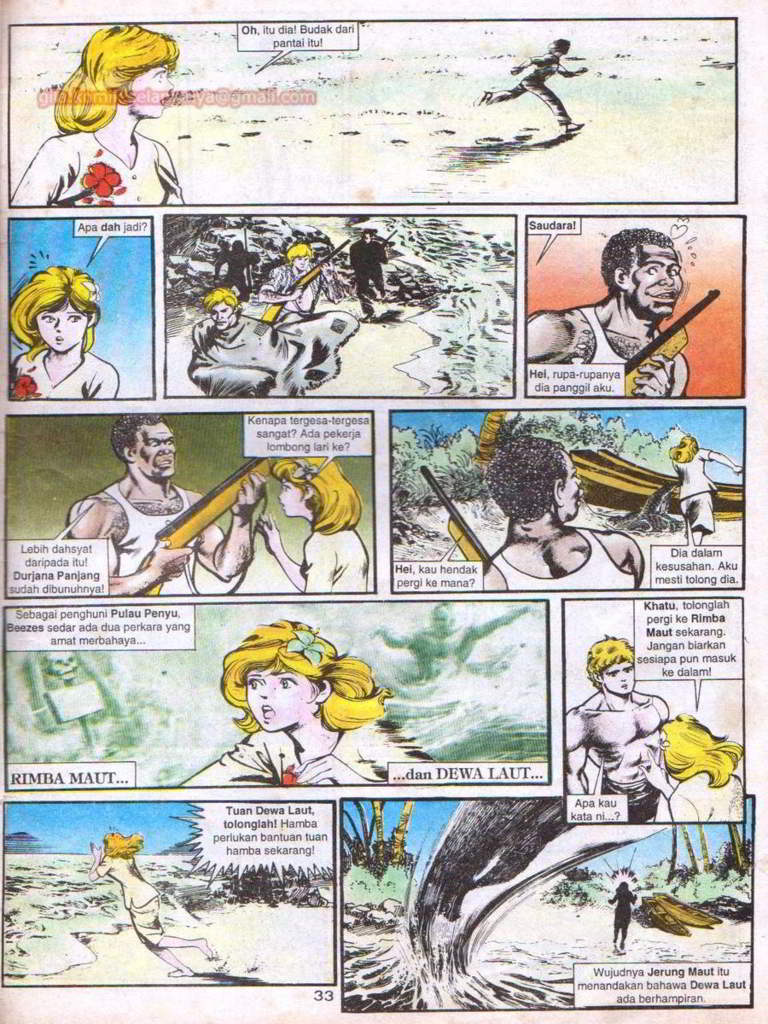 Oh, itu dia! Budak dari
pantai itu!
Apa dah jadi?
Saudara!
Hei, rupa-rupanya
dia panggil aku.
Kenapa tergesa-tergesa
sangat? Ada pekerja
lombong lari ke?
Lebih dahsyat
daripada itu!
Durjana Panjang
sudah dibunuhnya!
Hei, kau hendak
pergi ke mana?
Dia dalam
kesusahan. Aku
mesti tolong dia.
Sebagai penghuni Pulau Penyu,
Beezes sedar ada dua perkara yang
amat merbahaya...
RIMBA MAUT...
...dan DEWA LAUT...
Khatu, tolonglah
pergi ke Rimba
Maut sekarang.
Jangan biarkan
sesiapa pun masuk
ke dalam!
Apa kau
kata ni...?
Tuan Dewa Laut,
tolonglah! Hamba
perlukan bantuan tuan
hamba sekarang!
Wujudnya Jerung Maut itu
menandakan bahawa Dewa Laut
ada berhampiran.
33